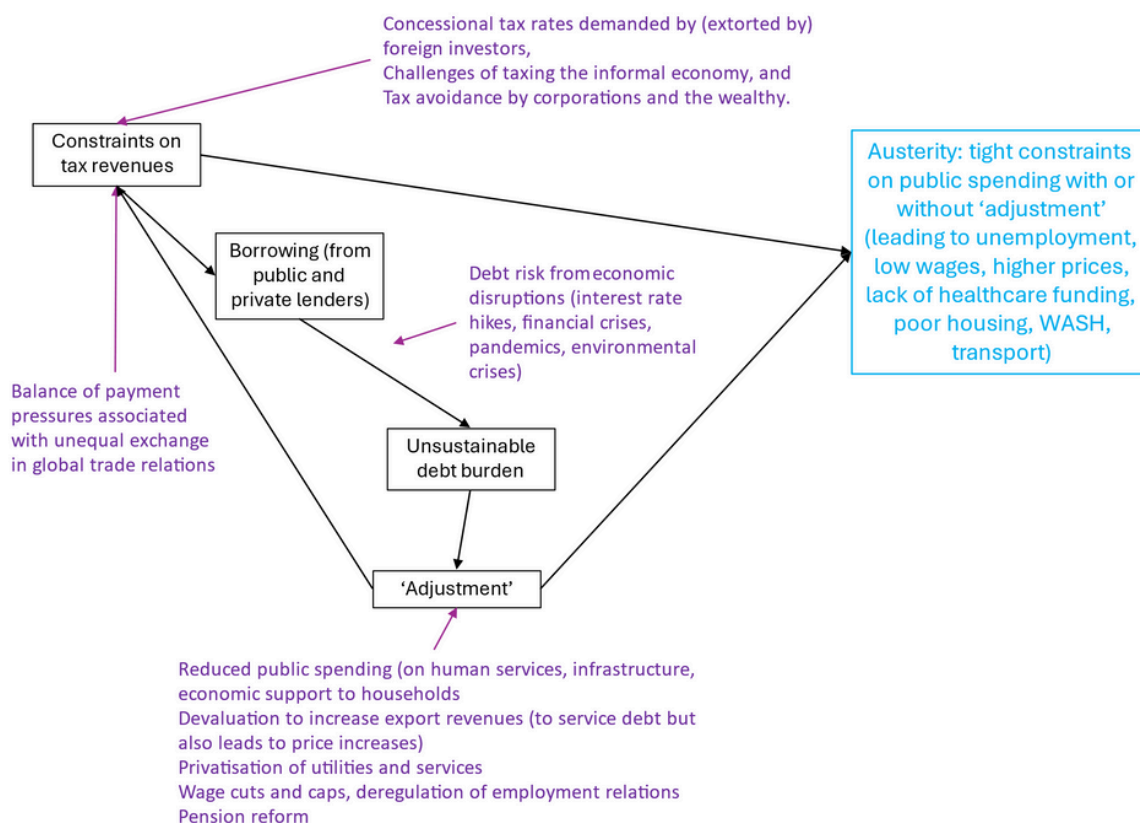 Concessional tax rates demanded by (extorted by)
foreign investors,
Challenges of taxing the informal economy, and
Tax avoidance by corporations and the wealthy.
Constraints on
tax revenues
Austerity: tight constraints
on public spending with or
without ‘adjustment’
(leading to unemployment,
low wages, higher prices,
lack of healthcare funding,
poor housing, WASH,
transport)
Borrowing (from
public and
private lenders)
Debt risk from economic
disruptions (interest rate
hikes, financial crises,
pandemics, environmental
crises)
Balance of payment
pressures associated
with unequal exchange
in global trade relations
Unsustainable
debt burden
‘Adjustment’
Reduced public spending (on human services, infrastructure,
economic support to households
Devaluation to increase export revenues (to service debt but
also leads to price increases)
Privatisation of utilities and services
Wage cuts and caps, deregulation of employment relations
Pension reform